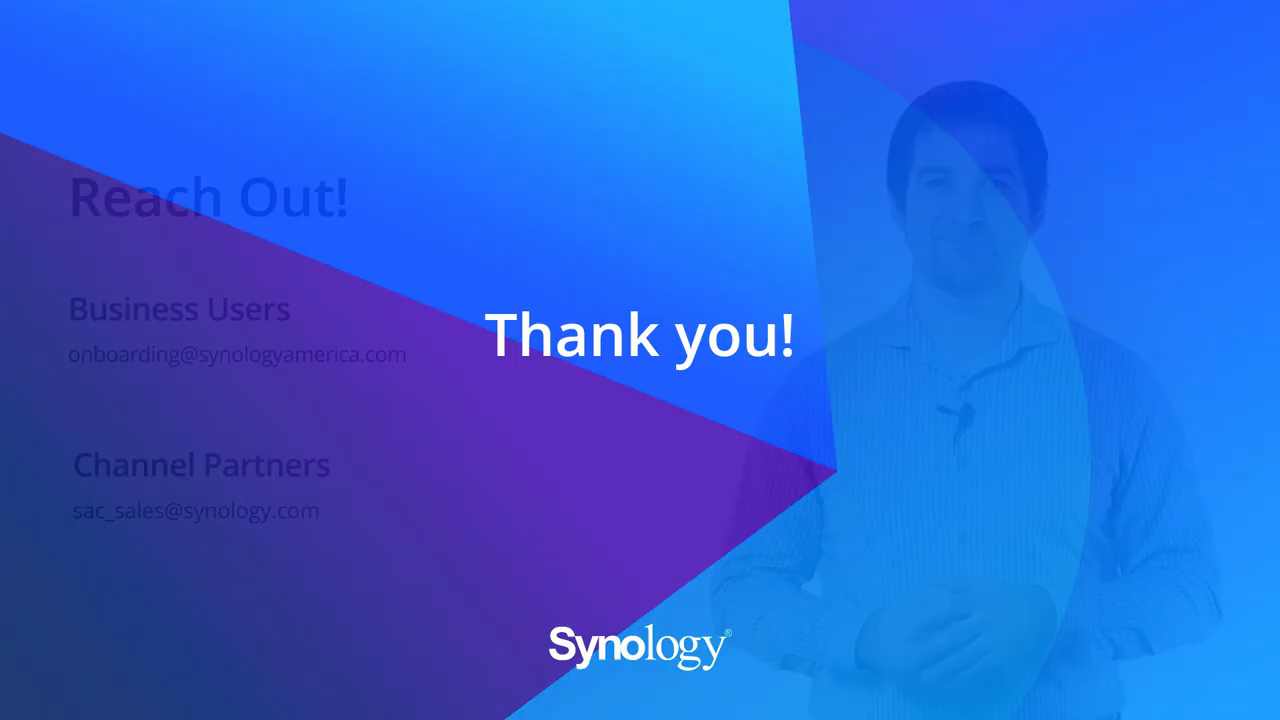 Reach Out!
Business Users
onboarding@synologyamerica.com
Thank you!
Channel Partners
sac_sales@synology.com
Synology®